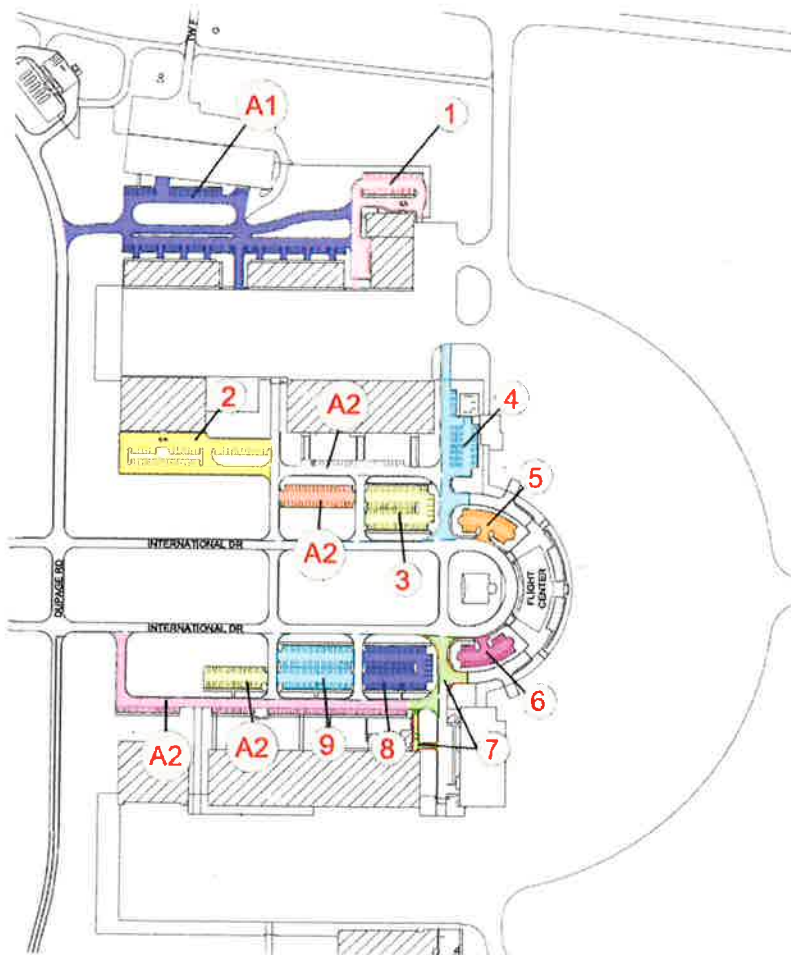 TW E
A1
1
2
A2
4
5
A2
3
INTERNATIONAL DR
DUPAGE RD
FLIGHT
CENTER
INTERNATIONAL DR
6
A2
A2
9
8
7